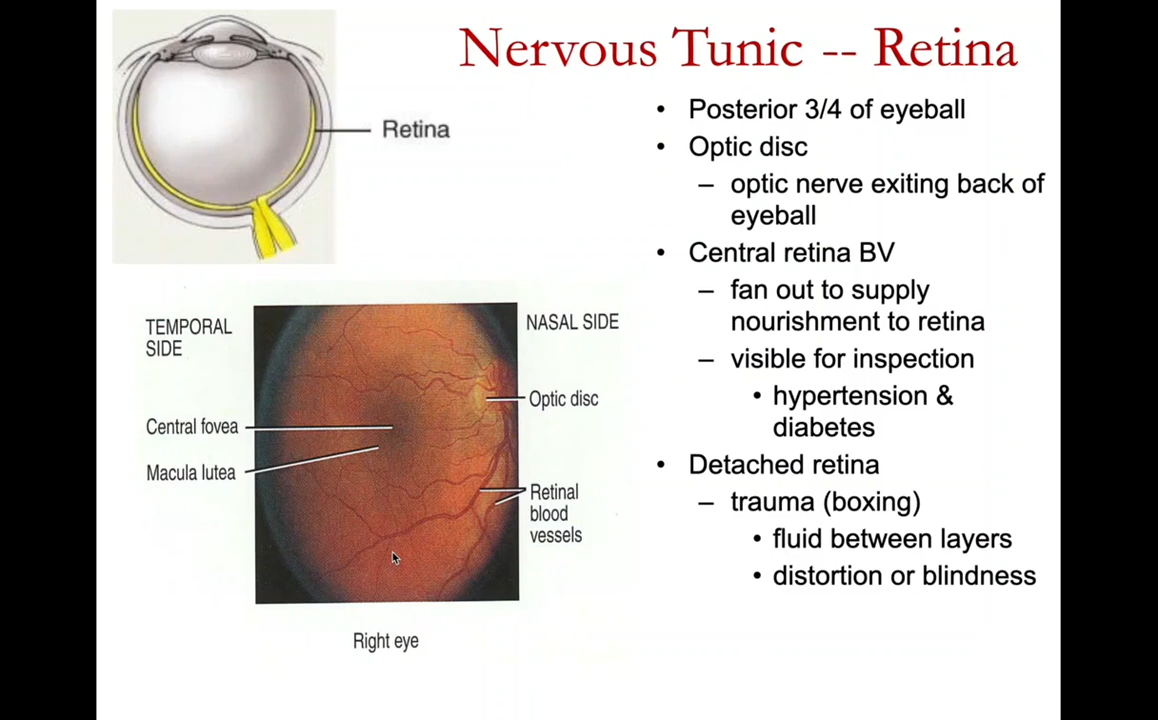 Nervous Tunic -- Retina
Retina
• Posterior 3/4 of eyeball
• Optic disc
– optic nerve exiting back of
eyeball
• Central retina BV
– fan out to supply
nourishment to retina
– visible for inspection
• hypertension &
diabetes
• Detached retina
– trauma (boxing)
• fluid between layers
• distortion or blindness
TEMPORAL
SIDE
NASAL SIDE
Optic disc
Central fovea
Macula lutea
Retinal
blood
vessels
Right eye